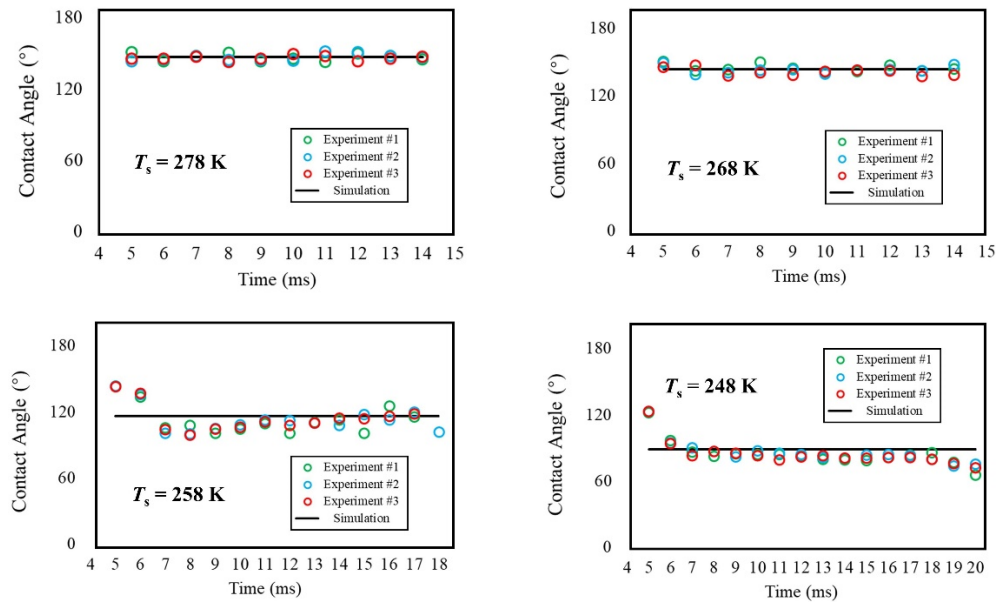 180
120
60
0
Contact Angle (°)
Ts = 278 K
Experiment #1
Experiment #2
Experiment #3
Simulation
4 5 6 7 8 9 10 11 12 13 14 15
Time (ms)
180
120
60
0
Contact Angle (°)
Ts = 268 K
Experiment #1
Experiment #2
Experiment #3
Simulation
4 5 6 7 8 9 10 11 12 13 14 15
Time (ms)
180
120
60
0
Contact Angle (°)
Ts = 258 K
Experiment #1
Experiment #2
Experiment #3
Simulation
4 5 6 7 8 9 10 11 12 13 14 15 16 17 18
Time (ms)
180
120
60
0
Contact Angle (°)
Ts = 248 K
Experiment #1
Experiment #2
Experiment #3
Simulation
4 5 6 7 8 9 10 11 12 13 14 15 16 17 18 19 20
Time (ms)